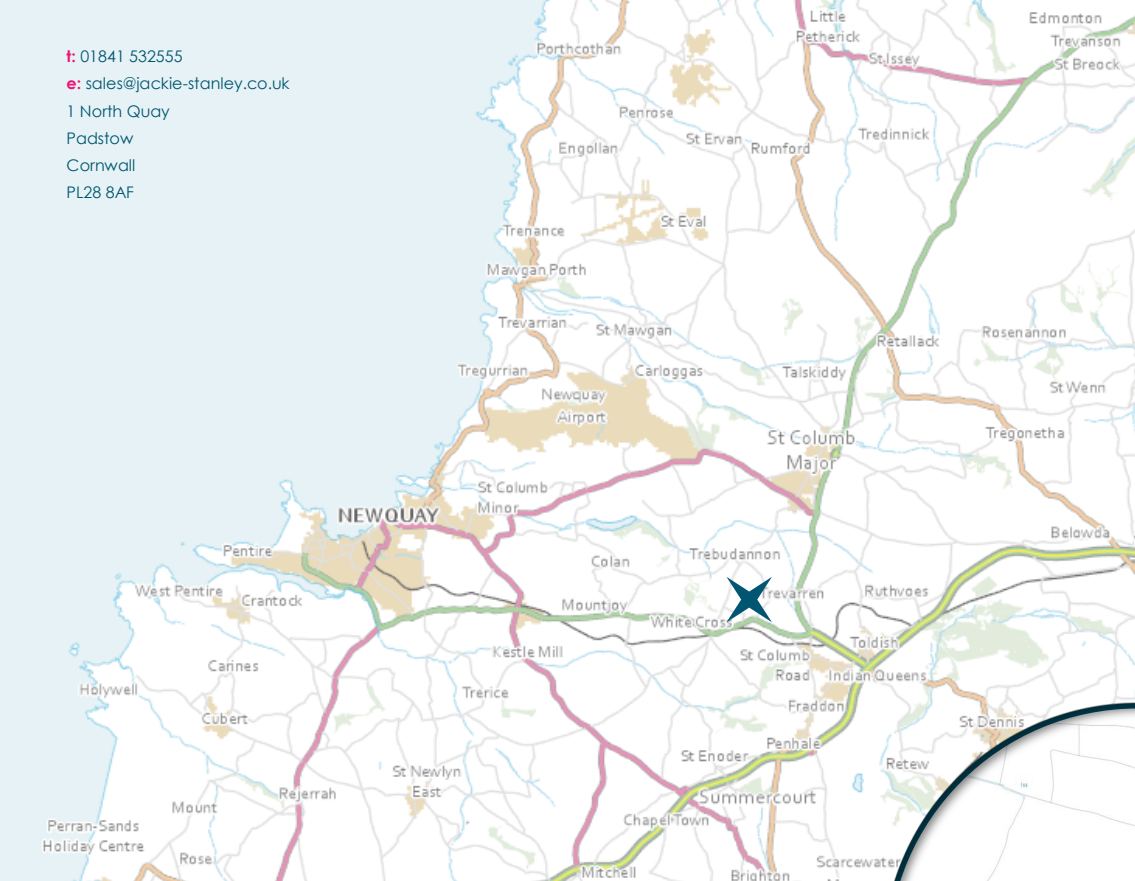 t: 01841 532555
e: sales@jackie-stanley.co.uk
1 North Quay
Padstow
Cornwall
PL28 8AF
Little
Petherick
Edmonton
Trevanson
St Breock
Porthcothan
St Issey
Penrose
St Ervan
Rumford
Tredinnick
Engollan
St Eval
Trenance
Mawgan Porth
Trevarrian
St Mawgan
Retallack
Rosenannon
Tregurrian
Carloggas
Talskiddy
St Wenn
Newquay
Airport
St Columb
Major
Tregonetha
St Columb
Minor
NEWQUAY
Belowda
Pentire
Colan
Trebudannon
West Pentire
Crantock
Mountjoy
White Cross
Trevarren
Ruthvoes
Kestle Mill
Toldish
St Columb
Road
Indian Queens
Carines
Holywell
Trerice
Fraddon
Cubert
St Dennis
Penhale
St Enoder
Retew
St Newlyn
East
Rejerrah
Summercourt
Mount
Chapel Town
Perran-Sands
Holiday Centre
Rose
Mitchell
Brighton
Scarcewater